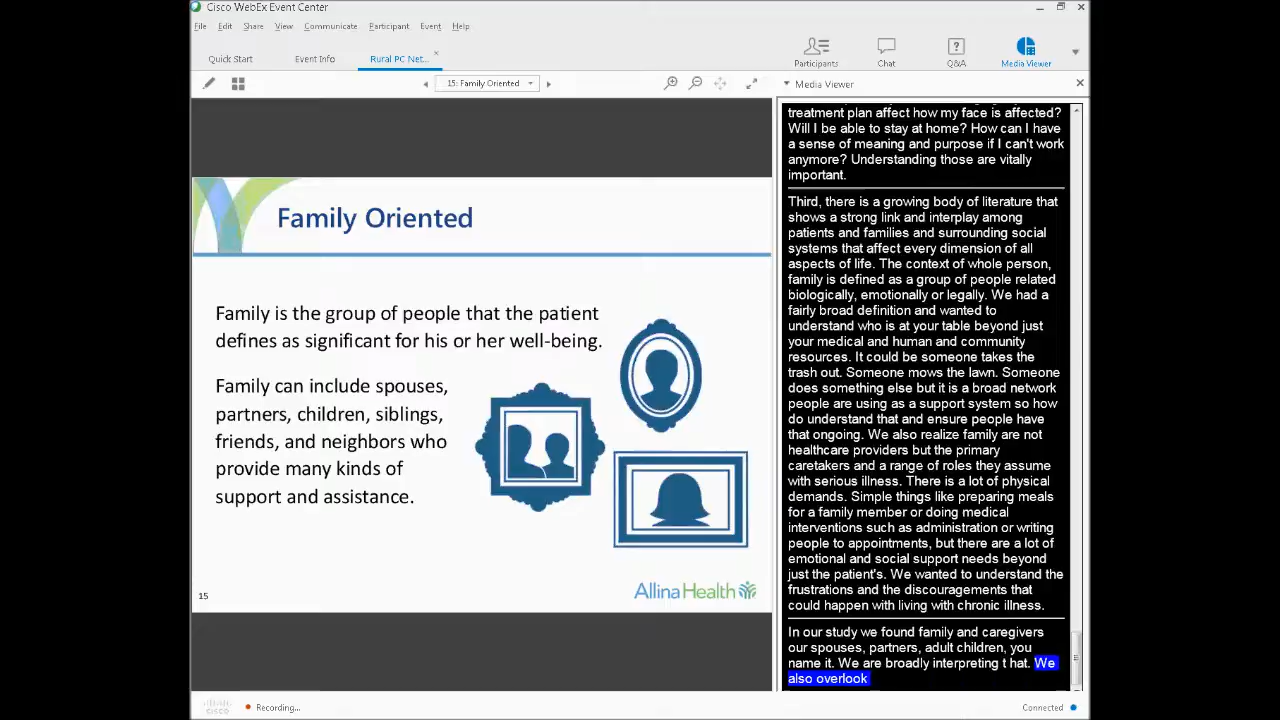 Cisco WebEx Event Center
File Edit Share View Communicate Participant Event Help
Quick Start Event Info Rural PC Net...
Participants Chat Q&A Media Viewer
15: Family Oriented
Media Viewer
Family Oriented
Family is the group of people that the patient
defines as significant for his or her well-being.
Family can include spouses,
partners, children, siblings,
friends, and neighbors who
provide many kinds of
support and assistance.
15
AllinaHealth
treatment plan affect how my face is affected?
Will I be able to stay at home? How can I have
a sense of meaning and purpose if I can't work
anymore? Understanding those are vitally
important.
Third, there is a growing body of literature that
shows a strong link and interplay among
patients and families and surrounding social
systems that affect every dimension of all
aspects of life. The context of whole person,
family is defined as a group of people related
biologically, emotionally or legally. We had a
fairly broad definition and wanted to
understand who is at your table beyond just
your medical and human and community
resources. It could be someone takes the
trash out. Someone mows the lawn. Someone
does something else but it is a broad network
people are using as a support system so how
do understand that and ensure people have
that ongoing. We also realize family are not
healthcare providers but the primary
caretakers and a range of roles they assume
with serious illness. There is a lot of physical
demands. Simple things like preparing meals
for a family member or doing medical
interventions such as administration or writing
people to appointments, but there are a lot of
emotional and social support needs beyond
just the patient's. We wanted to understand the
frustrations and the discouragements that
could happen with living with chronic illness.
In our study we found family and caregivers
our spouses, partners, adult children, you
name it. We are broadly interpreting t hat. We
also overlook
CISCO
Recording...
Connected